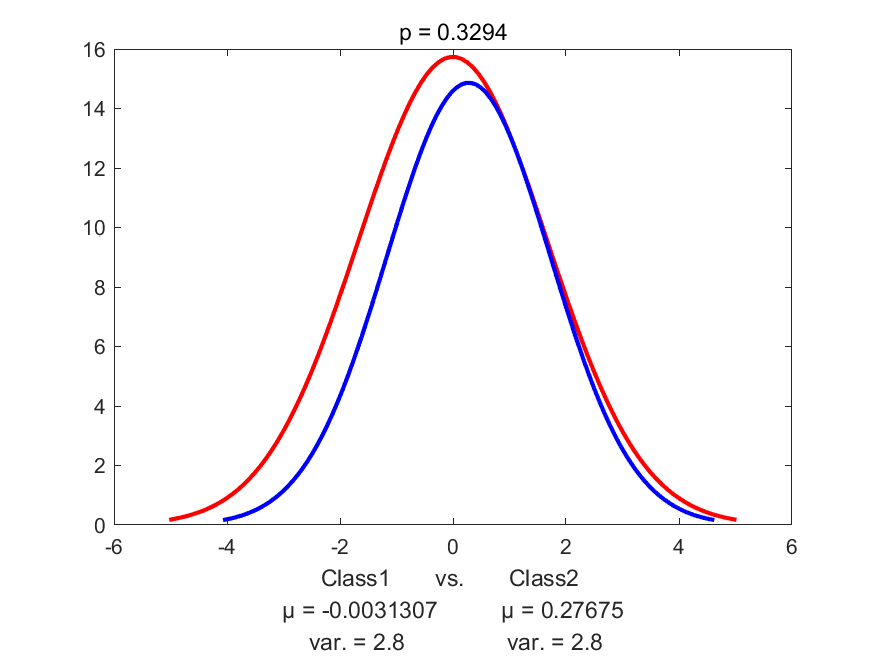 p = 0.3294
16
14
12
10
8
6
4
2
0
-6 -4 -2 0 2 4 6
Class1 vs. Class2
μ = -0.0031307 μ = 0.27675
var. = 2.8 var. = 2.8